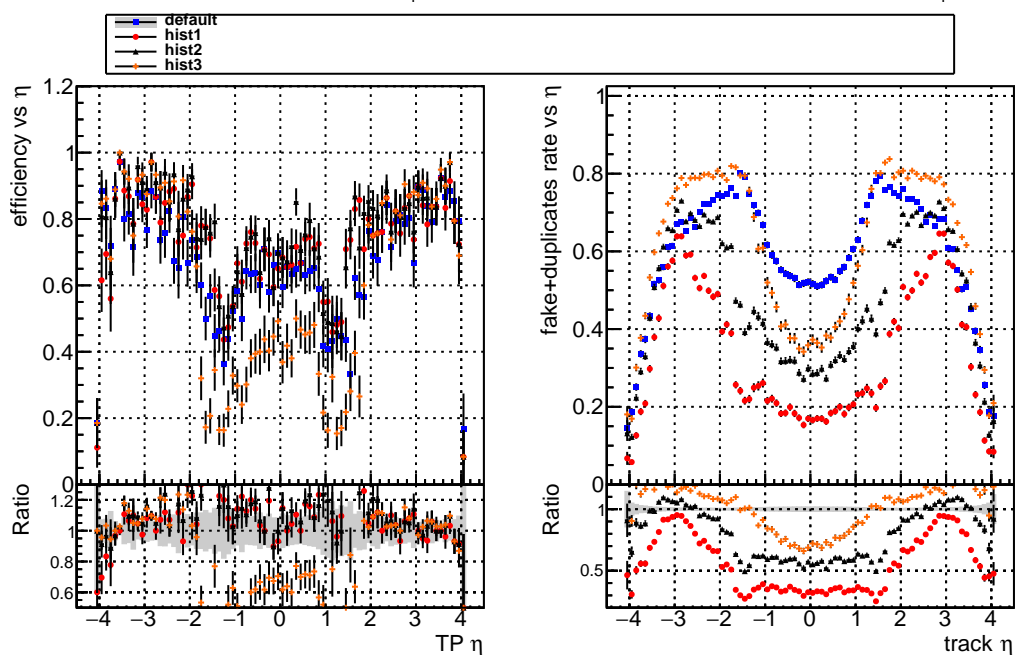 default
hist1
hist2
hist3
efficiency vs η
1.2
1
0.8
0.6
0.4
0.2
0
Ratio
1.2
1
0.8
0.6
−4 −3 −2 −1 0 1 2 3 4
TP η
fake+duplicates rate vs η
1
0.8
0.6
0.4
0.2
0
Ratio
1
0.5
−4 −3 −2 −1 0 1 2 3 4
track η